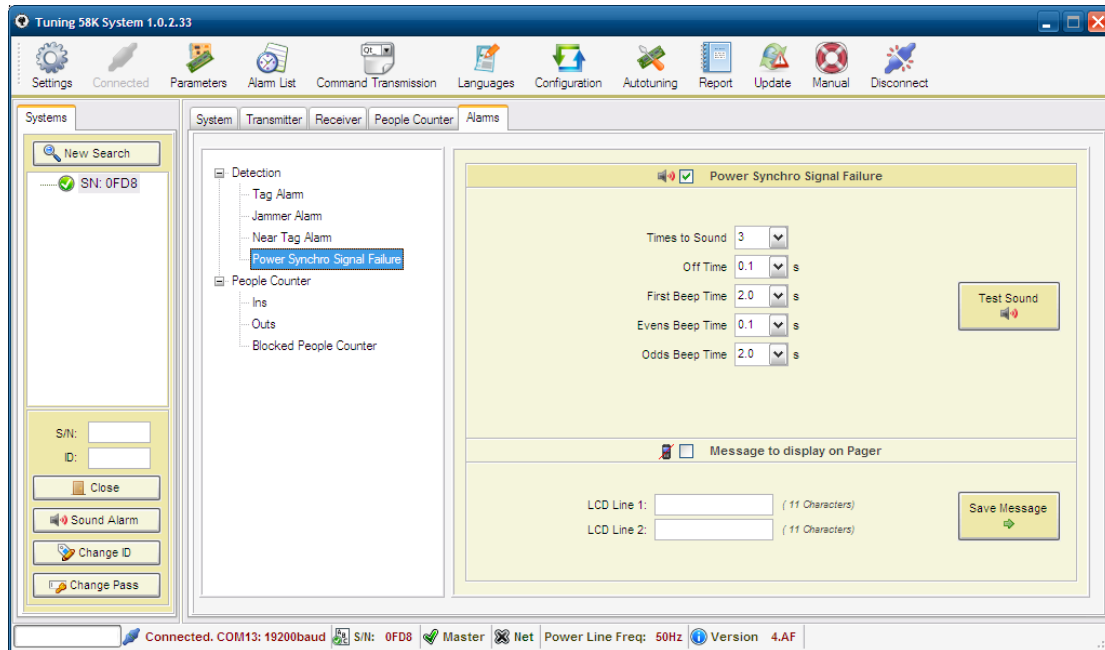 Tuning 58K System 1.0.2.33
Settings
Connected
Parameters
Alarm List
Qt
Command Transmission
Languages
Configuration
Autotuning
Report
Update
Manual
Disconnect
Systems
New Search
SN: 0FD8
S/N:
ID:
Close
Sound Alarm
Change ID
Change Pass
System
Transmitter
Receiver
People Counter
Alarms
Detection
Tag Alarm
Jammer Alarm
Near Tag Alarm
Power Synchro Signal Failure
People Counter
Ins
Outs
Blocked People Counter
Power Synchro Signal Failure
Times to Sound 3
Off Time 0.1 s
First Beep Time 2.0 s
Evens Beep Time 0.1 s
Odds Beep Time 2.0 s
Test Sound
Message to display on Pager
LCD Line 1: ( 11 Characters)
LCD Line 2: ( 11 Characters)
Save Message
Connected. COM13: 19200baud S/N: 0FD8 Master Net Power Line Freq: 50Hz Version 4.AF